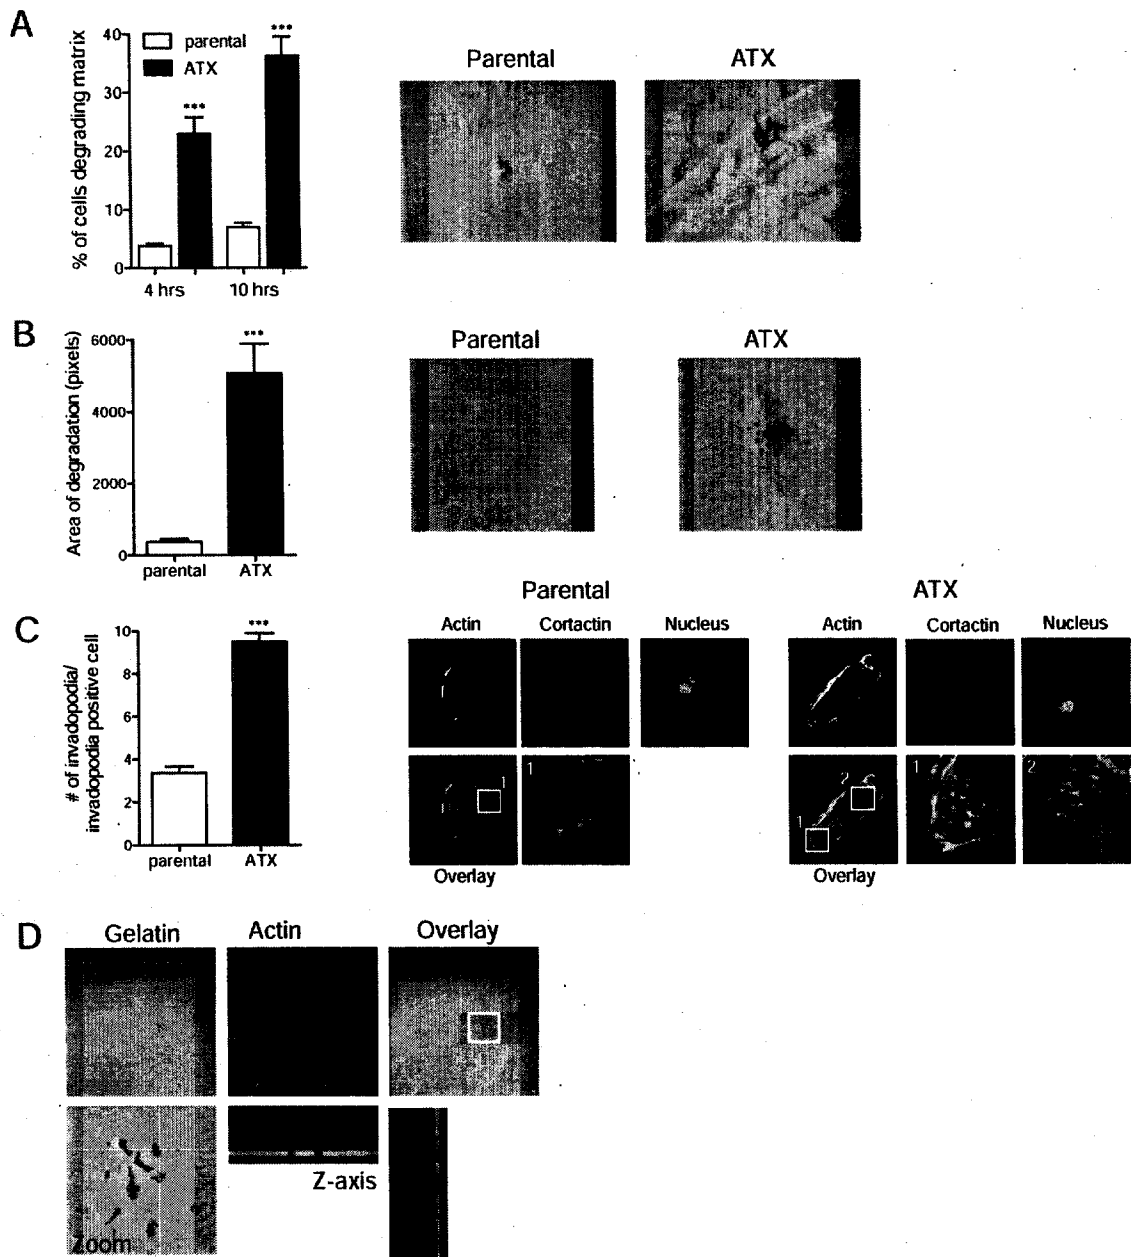 A
% of cells degrading matrix
40
30
20
10
0
parental
ATX
***
***
4 hrs
10 hrs
Parental
ATX
B
Area of degradation (pixels)
6000
4000
2000
0
***
parental
ATX
Parental
ATX
C
# of invadopodia/
invadopodia positive cell
10
8
6
4
2
0
***
parental
ATX
Parental
ATX
Actin
Cortactin
Nucleus
Actin
Cortactin
Nucleus
1
1
2
1
1
2
Overlay
Overlay
D
Gelatin
Actin
Overlay
Z-axis
Zoom